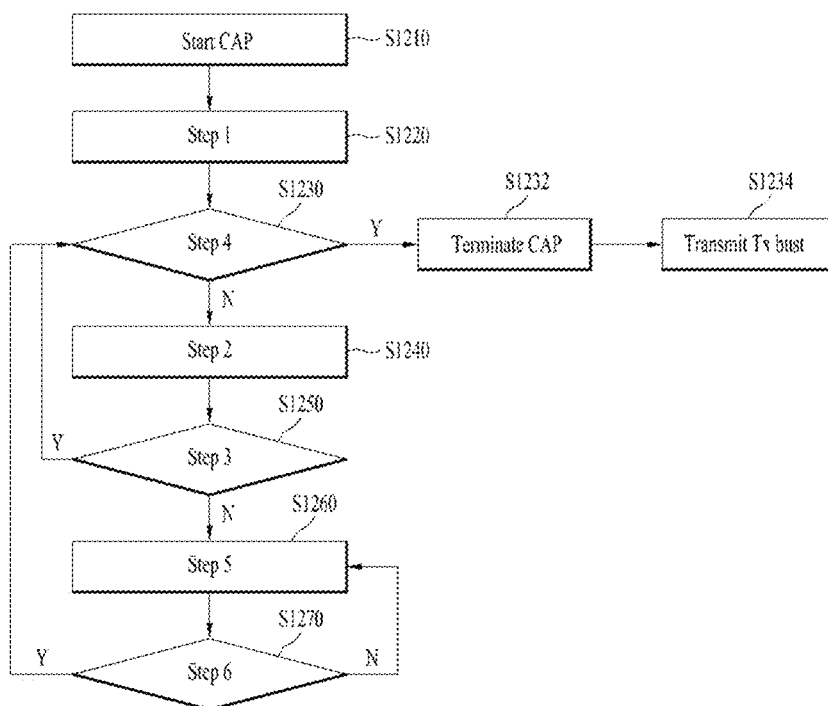 Start CAP
S1210
Step 1
S1220
S1230
Step 4
Y
S1232
Terminate CAP
S1234
Transmit Tx bust
N
Step 2
S1240
S1250
Step 3
Y
N
S1260
Step 5
S1270
Step 6
Y
N